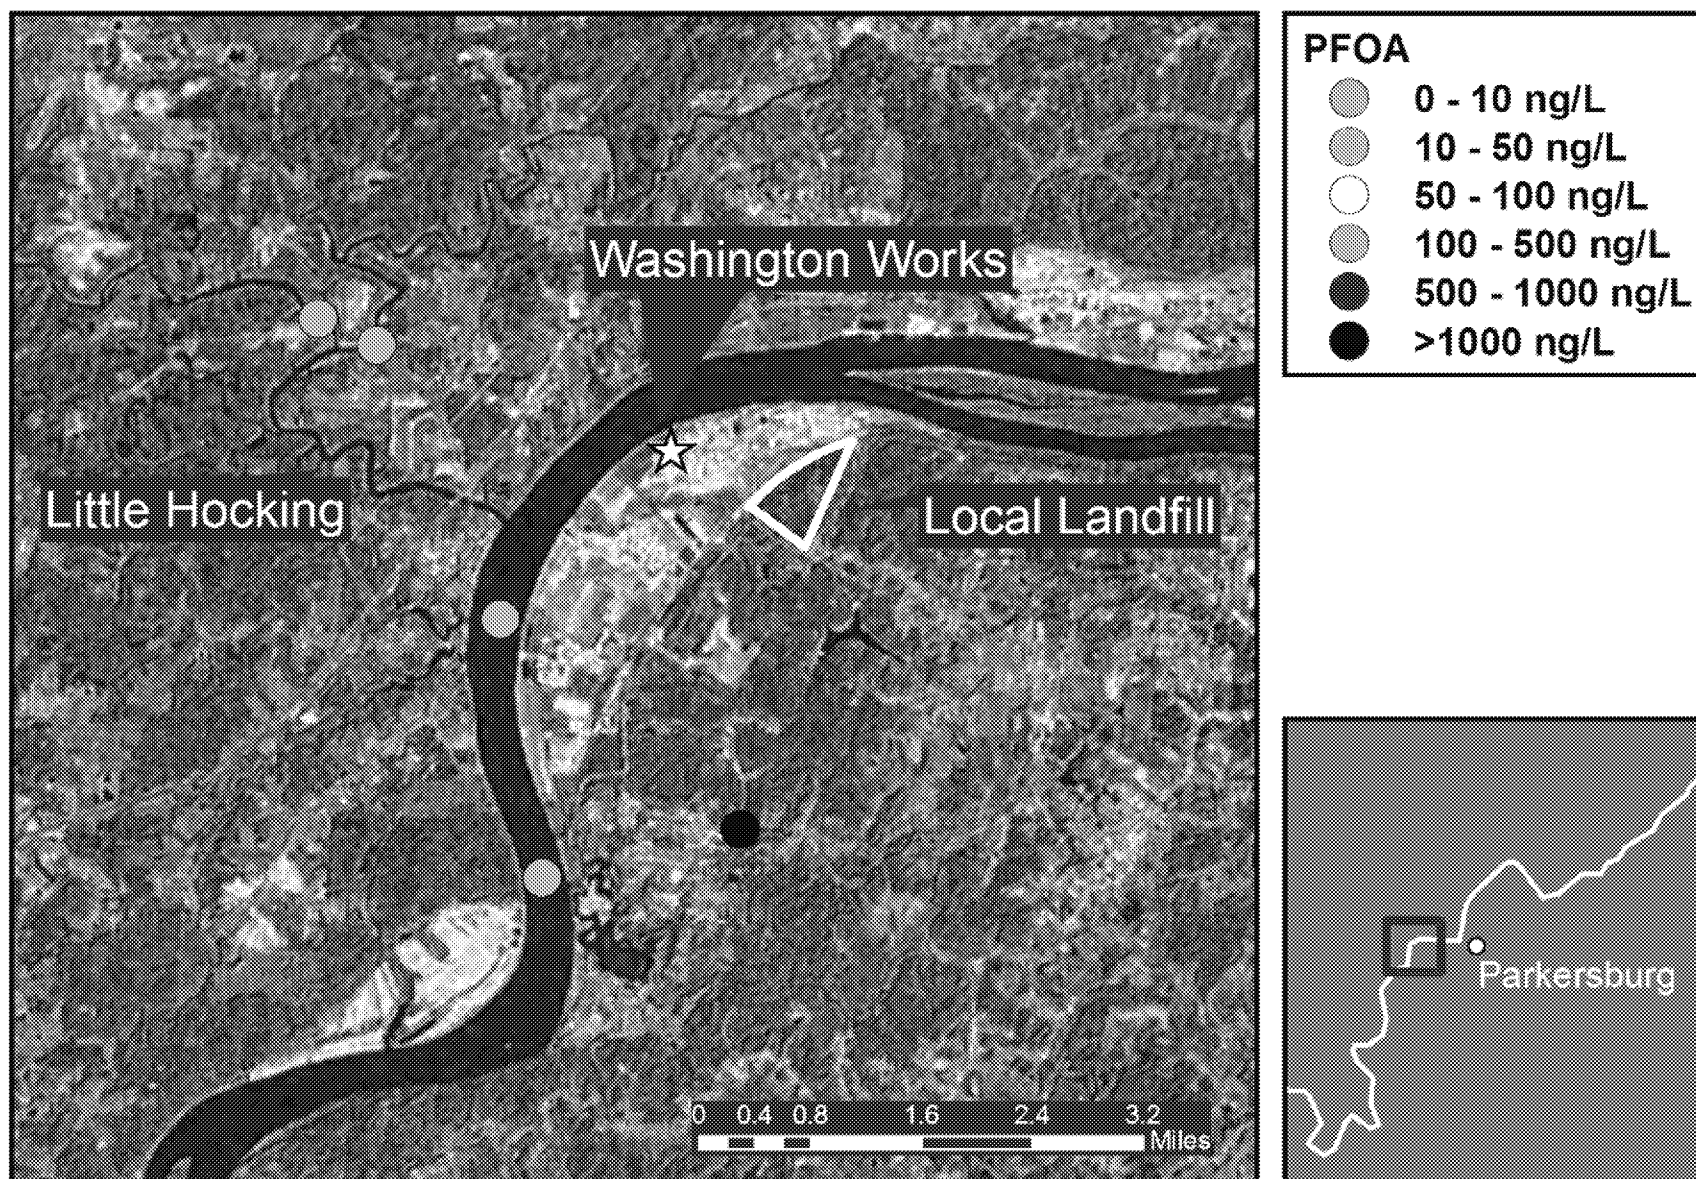 PFOA
0 - 10 ng/L
10 - 50 ng/L
50 - 100 ng/L
100 - 500 ng/L
500 - 1000 ng/L
>1000 ng/L
Washington Works
Little Hocking
Local Landfill
Parkersburg
0 0.4 0.8 1.6 2.4 3.2
Miles